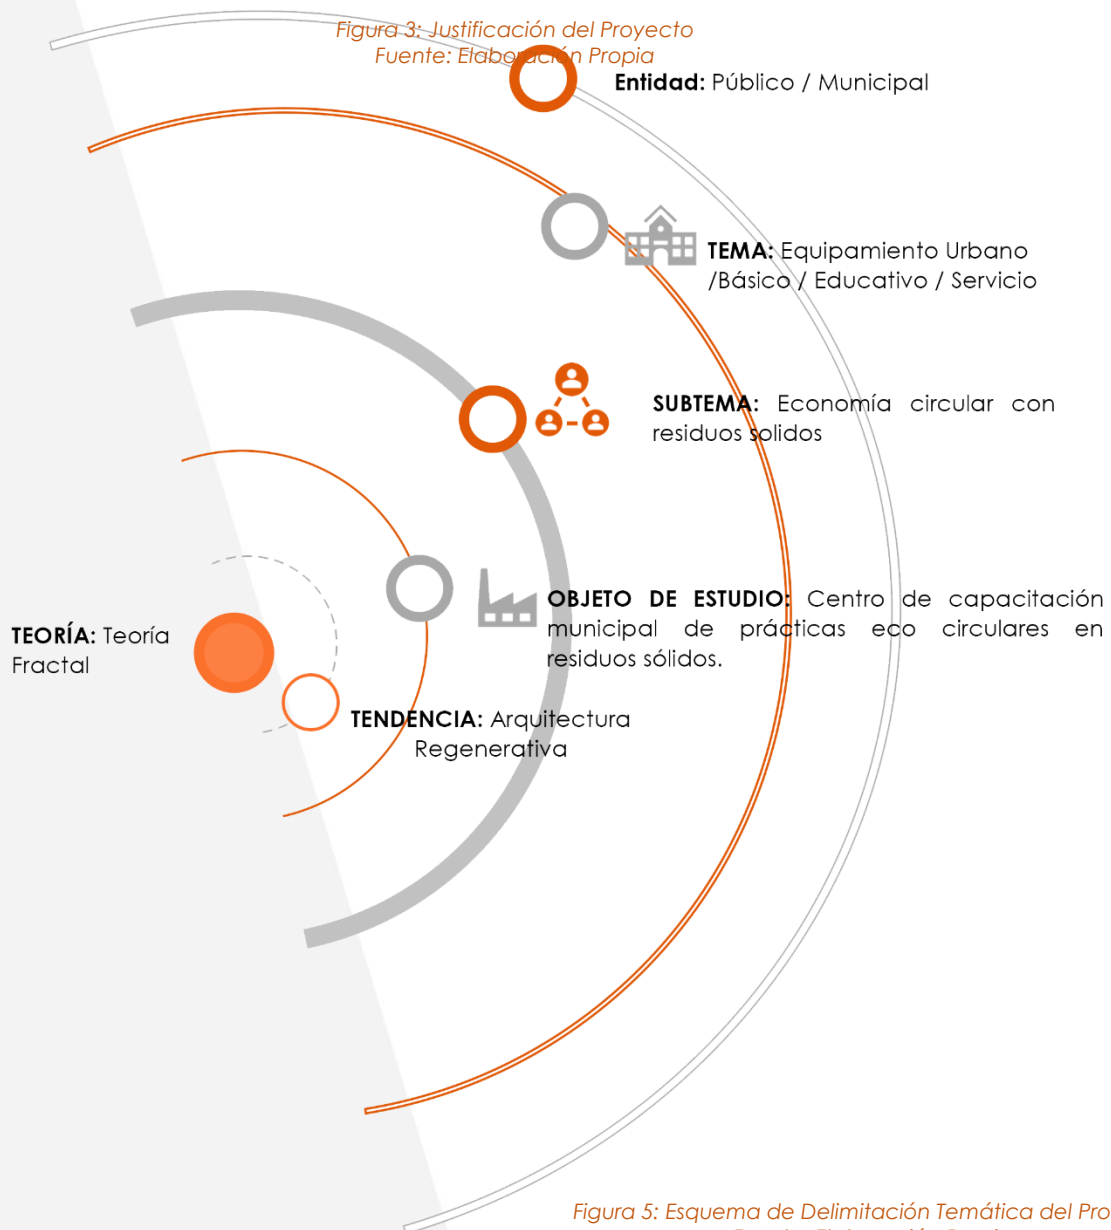 Figura 3: Justificación del Proyecto
Fuente: Elaboración Propia
Entidad: Público / Municipal
TEMA: Equipamiento Urbano
/Básico / Educativo / Servicio
SUBTEMA: Economía circular con
residuos solidos
OBJETO DE ESTUDIO: Centro de capacitación
municipal de prácticas eco circulares en
residuos sólidos.
TEORÍA: Teoría
Fractal
TENDENCIA: Arquitectura
Regenerativa
Figura 5: Esquema de Delimitación Temática del Pro